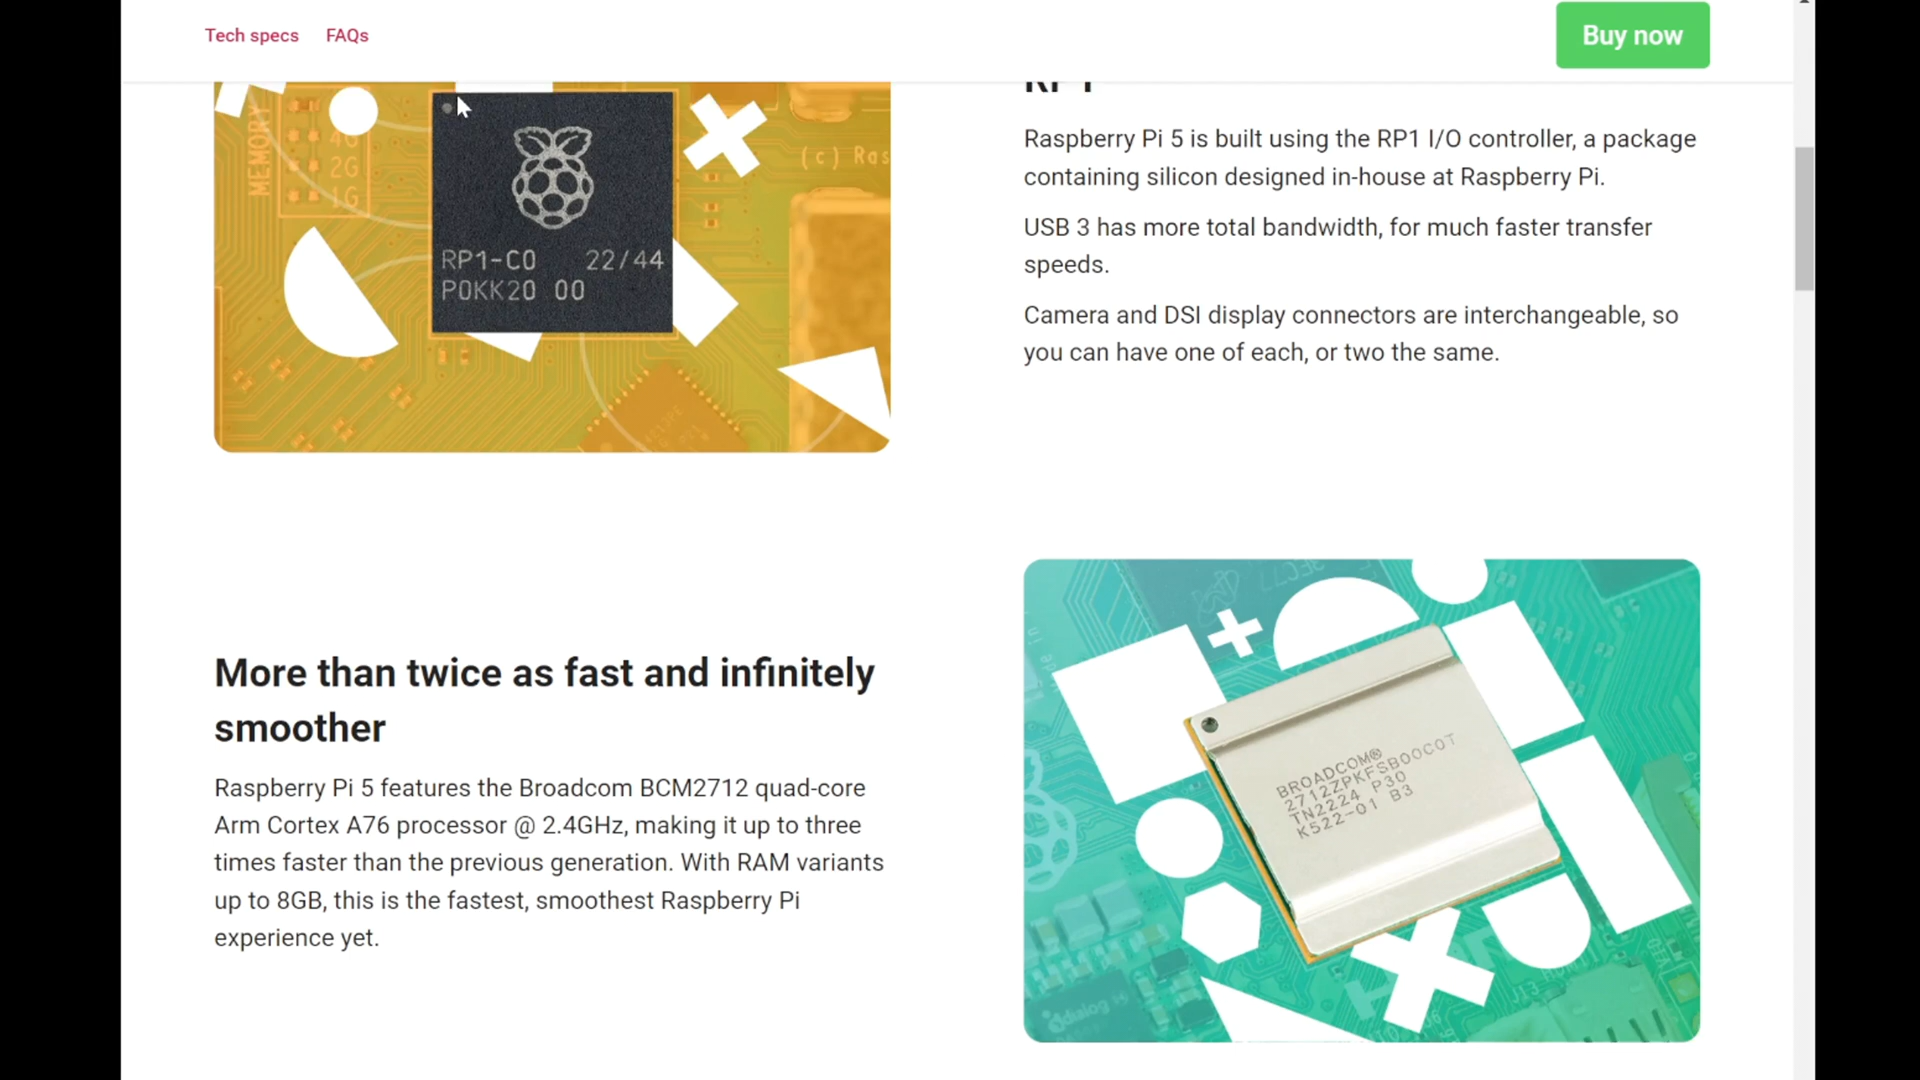 Tech specs FAQs
Buy now
RP1
MEMORY
4G
2G
1G
(c) Ras
RP1-C0 22/44
P0KK20 00
Raspberry Pi 5 is built using the RP1 I/O controller, a package
containing silicon designed in-house at Raspberry Pi.
USB 3 has more total bandwidth, for much faster transfer
speeds.
Camera and DSI display connectors are interchangeable, so
you can have one of each, or two the same.
More than twice as fast and infinitely
smoother
Raspberry Pi 5 features the Broadcom BCM2712 quad-core
Arm Cortex A76 processor @ 2.4GHz, making it up to three
times faster than the previous generation. With RAM variants
up to 8GB, this is the fastest, smoothest Raspberry Pi
experience yet.
BROADCOM®
2712ZPKFSB00C0T
TN2224 P30
K522-01 B3
dialog
J13